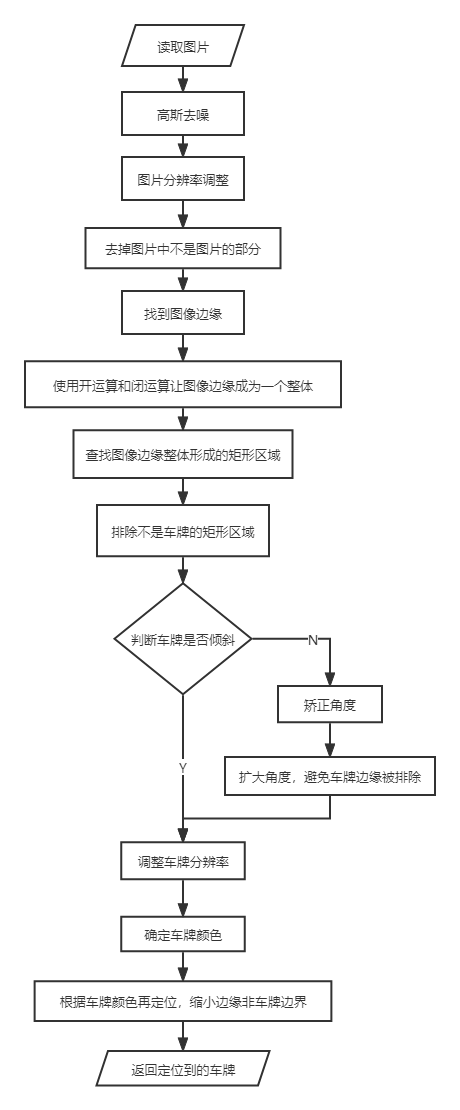 读取图片
高斯去噪
图片分辨率调整
去掉图片中不是图片的部分
找到图像边缘
使用开运算和闭运算让图像边缘成为一个整体
查找图像边缘整体形成的矩形区域
排除不是车牌的矩形区域
判断车牌是否倾斜
N
矫正角度
Y
扩大角度，避免车牌边缘被排除
调整车牌分辨率
确定车牌颜色
根据车牌颜色再定位，缩小边缘非车牌边界
返回定位到的车牌